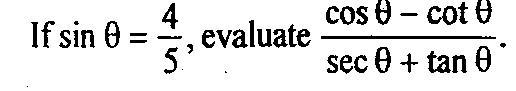 If sin θ = 4/5, evaluate (cos θ – cot θ)/(sec θ + tan θ).